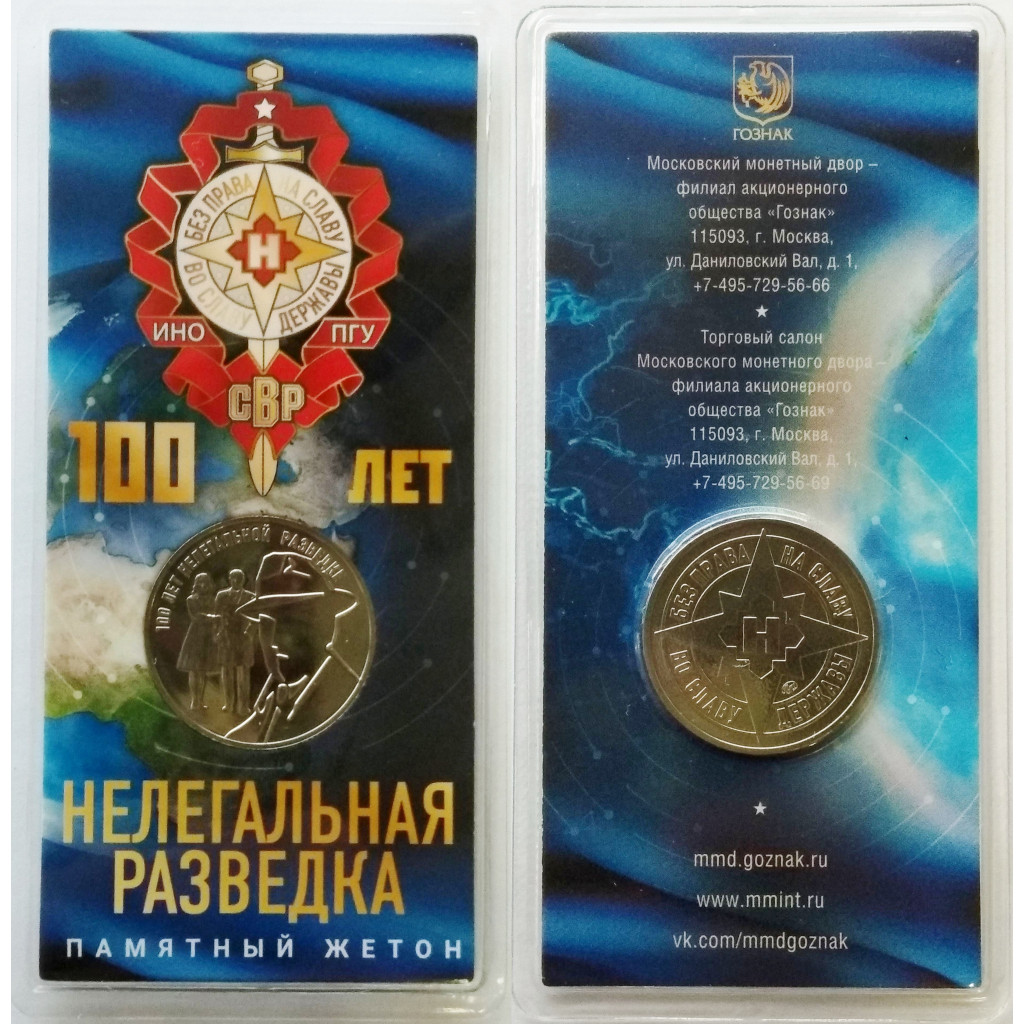 БЕЗ ПРАВА
НА СЛАВУ
ВО СЛАВУ
ДЕРЖАВЫ
Н
ИНО
ПГУ
СВР
100 ЛЕТ
100 ЛЕТ НЕЛЕГАЛЬНОЙ РАЗВЕДКИ
НЕЛЕГАЛЬНАЯ
РАЗВЕДКА
ПАМЯТНЫЙ ЖЕТОН
ГОЗНАК
Московский монетный двор –
филиал акционерного
общества «Гознак»
115093, г. Москва,
ул. Даниловский Вал, д. 1,
+7-495-729-56-66
Торговый салон
Московского монетного двора –
филиала акционерного
общества «Гознак»
115093, г. Москва,
ул. Даниловский Вал, д. 1,
+7-495-729-56-69
БЕЗ ПРАВА
НА СЛАВУ
ВО СЛАВУ
ДЕРЖАВЫ
Н
mmd.goznak.ru
www.mmint.ru
vk.com/mmdgoznak